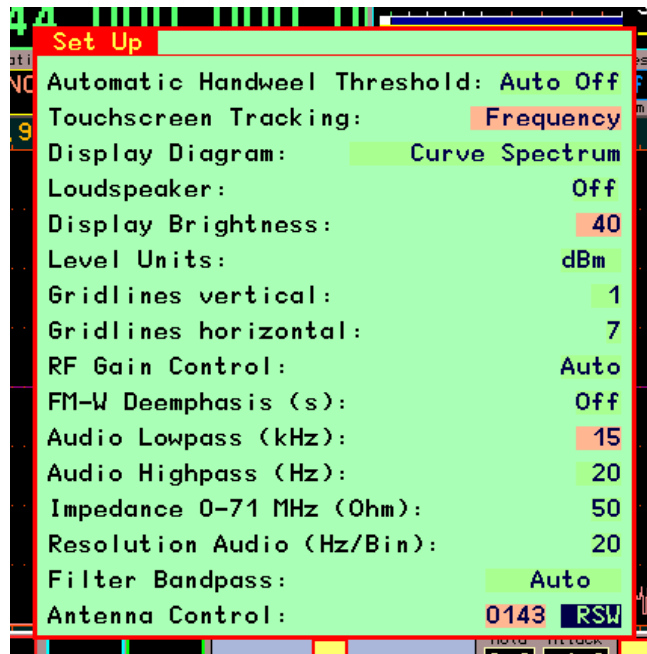 Set Up
Automatic Handweel Threshold: Auto Off
Touchscreen Tracking: Frequency
Display Diagram: Curve Spectrum
Loudspeaker: Off
Display Brightness: 40
Level Units: dBm
Gridlines vertical: 1
Gridlines horizontal: 7
RF Gain Control: Auto
FM-W Deemphasis (s): Off
Audio Lowpass (kHz): 15
Audio Highpass (Hz): 20
Impedance 0-71 MHz (Ohm): 50
Resolution Audio (Hz/Bin): 20
Filter Bandpass: Auto
Antenna Control: 0143 RSW